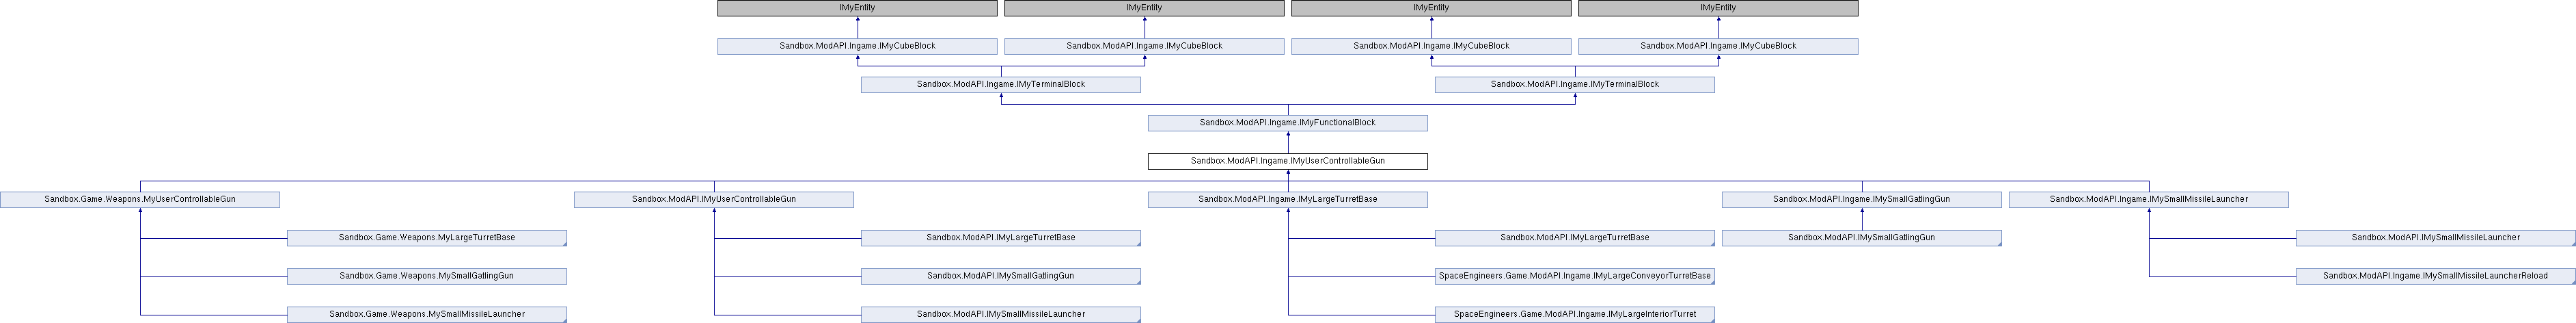 IMyEntity IMyEntity IMyEntity IMyEntity
Sandbox.ModAPI.Ingame.IMyCubeBlock Sandbox.ModAPI.Ingame.IMyCubeBlock Sandbox.ModAPI.Ingame.IMyCubeBlock Sandbox.ModAPI.Ingame.IMyCubeBlock
Sandbox.ModAPI.Ingame.IMyTerminalBlock Sandbox.ModAPI.Ingame.IMyTerminalBlock
Sandbox.ModAPI.Ingame.IMyFunctionalBlock
Sandbox.ModAPI.Ingame.IMyUserControllableGun
Sandbox.Game.Weapons.MyUserControllableGun Sandbox.ModAPI.IMyUserControllableGun Sandbox.ModAPI.Ingame.IMyLargeTurretBase Sandbox.ModAPI.Ingame.IMySmallGatlingGun Sandbox.ModAPI.Ingame.IMySmallMissileLauncher
Sandbox.Game.Weapons.MyLargeTurretBase Sandbox.ModAPI.IMyLargeTurretBase Sandbox.ModAPI.IMyLargeTurretBase Sandbox.ModAPI.IMySmallGatlingGun Sandbox.ModAPI.IMySmallMissileLauncher
Sandbox.Game.Weapons.MySmallGatlingGun Sandbox.ModAPI.IMySmallGatlingGun SpaceEngineers.Game.ModAPI.Ingame.IMyLargeConveyorTurretBase Sandbox.ModAPI.Ingame.IMySmallMissileLauncherReload
Sandbox.Game.Weapons.MySmallMissileLauncher Sandbox.ModAPI.IMySmallMissileLauncher SpaceEngineers.Game.ModAPI.Ingame.IMyLargeInteriorTurret